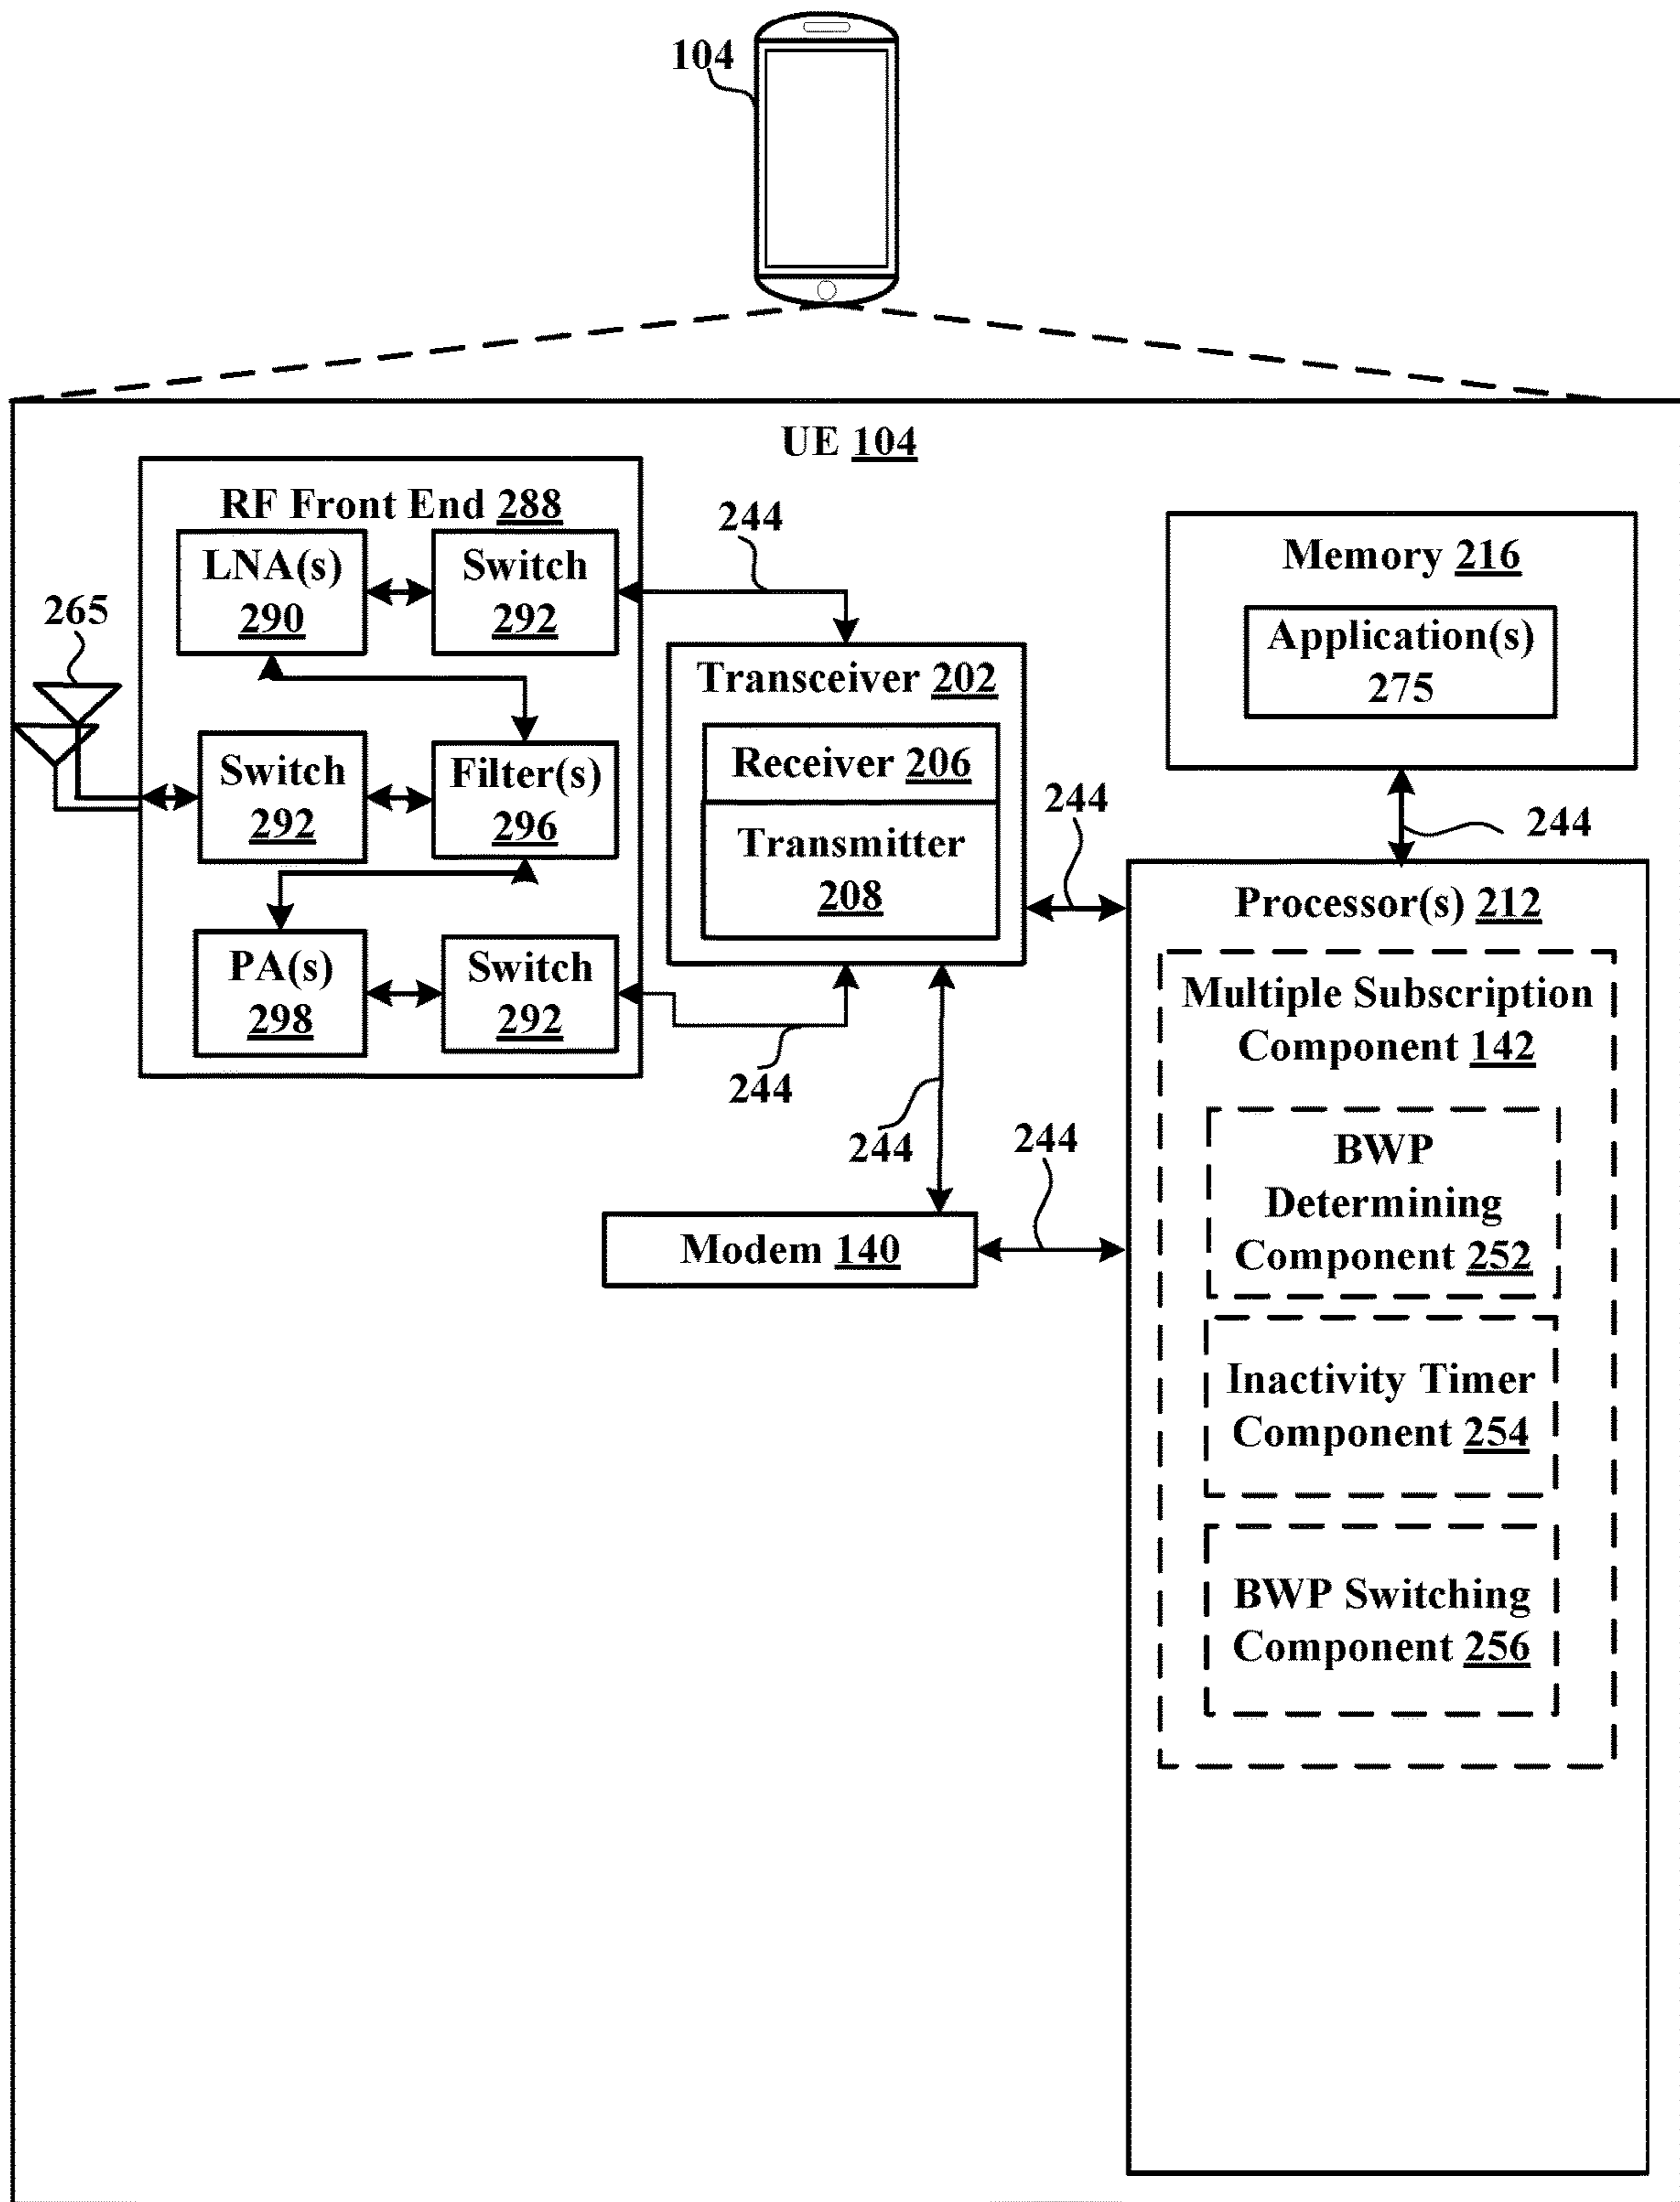 104
UE 104
RF Front End 288
LNA(s)
290
Switch
292
244
Memory 216
Application(s)
275
265
Transceiver 202
Receiver 206
Transmitter
208
Switch
292
Filter(s)
296
244
244
PA(s)
298
Switch
292
244
244
Processor(s) 212
Multiple Subscription
Component 142
BWP
Determining
Component 252
Inactivity Timer
Component 254
BWP Switching
Component 256
244
Modem 140